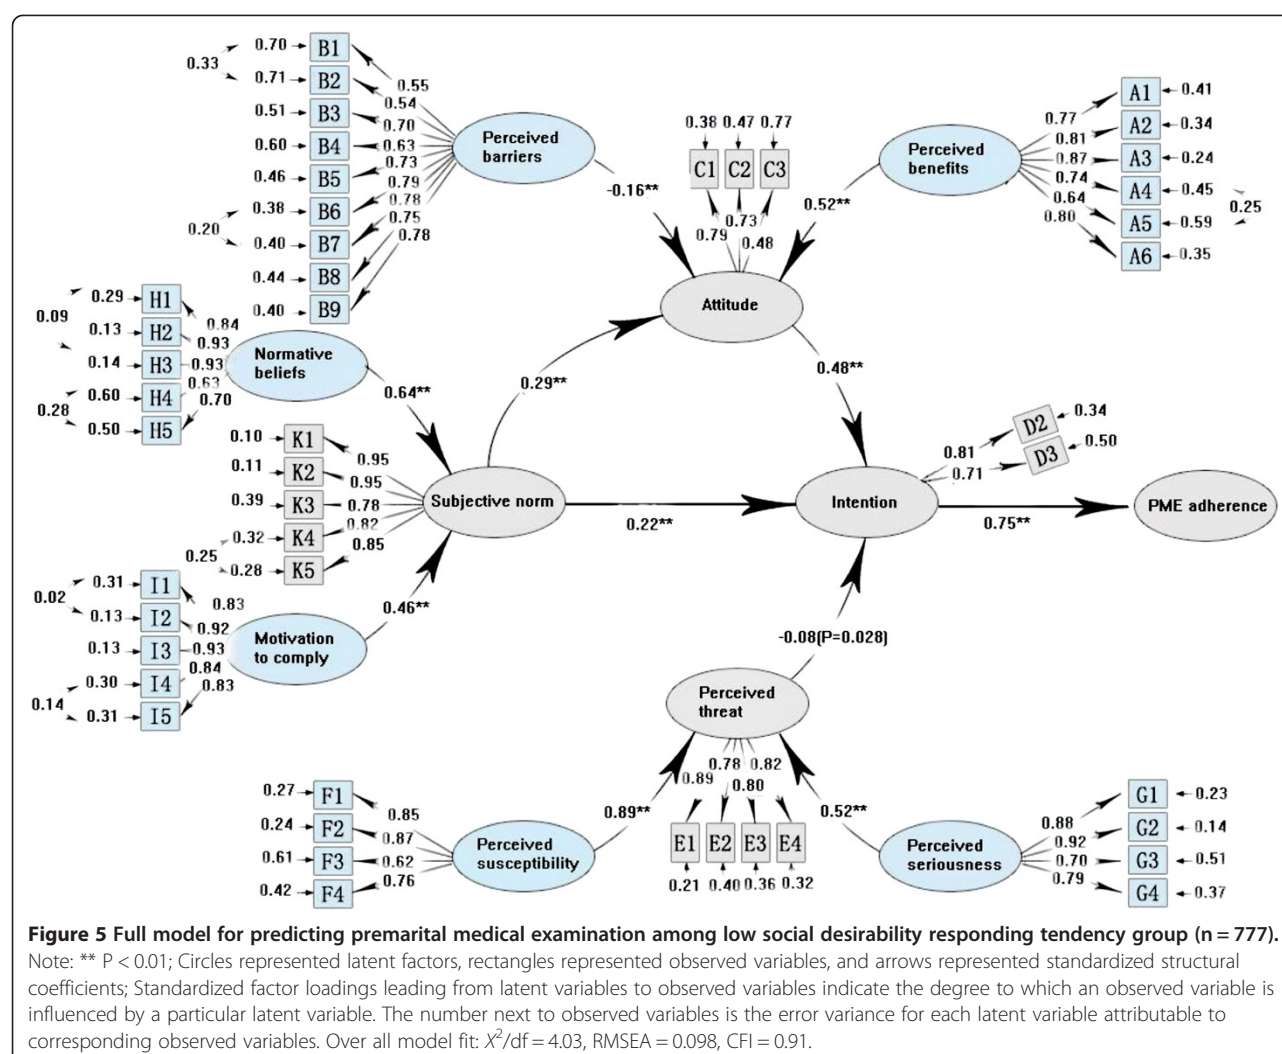 0.33
0.70
B1
0.71
B2
0.51
B3
0.60
B4
0.46
B5
0.20
0.38
B6
0.40
B7
0.44
B8
0.40
B9
0.55
0.54
0.70
0.63
0.73
0.79
0.78
0.75
0.78
Perceived
barriers
-0.16**
0.38 0.47 0.77
C1 C2 C3
0.79
0.73
0.48
Attitude
0.52**
Perceived
benefits
0.77
0.81
0.87
0.74
0.64
0.80
A1
0.41
A2
0.34
A3
0.24
A4
0.45
A5
0.59
A6
0.35
0.25
0.09
0.29
H1
0.13
H2
0.14
H3
0.28
0.60
H4
0.50
H5
0.84
0.93
0.93
0.63
0.70
Normative
beliefs
0.64**
0.29**
0.48**
0.10
K1
0.11
K2
0.39
K3
0.25
0.32
K4
0.28
K5
0.95
0.95
0.78
0.82
0.85
Subjective norm
0.22**
Intention
0.81
0.71
D2
0.34
D3
0.50
0.75**
PME adherence
0.02
0.31
I1
0.13
I2
0.13
I3
0.14
0.30
I4
0.31
I5
0.83
0.92
0.93
0.84
0.83
Motivation
to comply
0.46**
-0.08(P=0.028)
Perceived
threat
0.89
0.78
0.80
0.82
E1 E2 E3 E4
0.21 0.40 0.36 0.32
0.27
F1
0.24
F2
0.61
F3
0.42
F4
0.85
0.87
0.62
0.76
Perceived
susceptibility
0.89**
0.52**
Perceived
seriousness
0.88
0.92
0.70
0.79
G1
0.23
G2
0.14
G3
0.51
G4
0.37
Figure 5 Full model for predicting premarital medical examination among low social desirability responding tendency group (n = 777).
Note: ** P < 0.01; Circles represented latent factors, rectangles represented observed variables, and arrows represented standardized structural
coefficients; Standardized factor loadings leading from latent variables to observed variables indicate the degree to which an observed variable is
influenced by a particular latent variable. The number next to observed variables is the error variance for each latent variable attributable to
corresponding observed variables. Over all model fit: X²/df = 4.03, RMSEA = 0.098, CFI = 0.91.